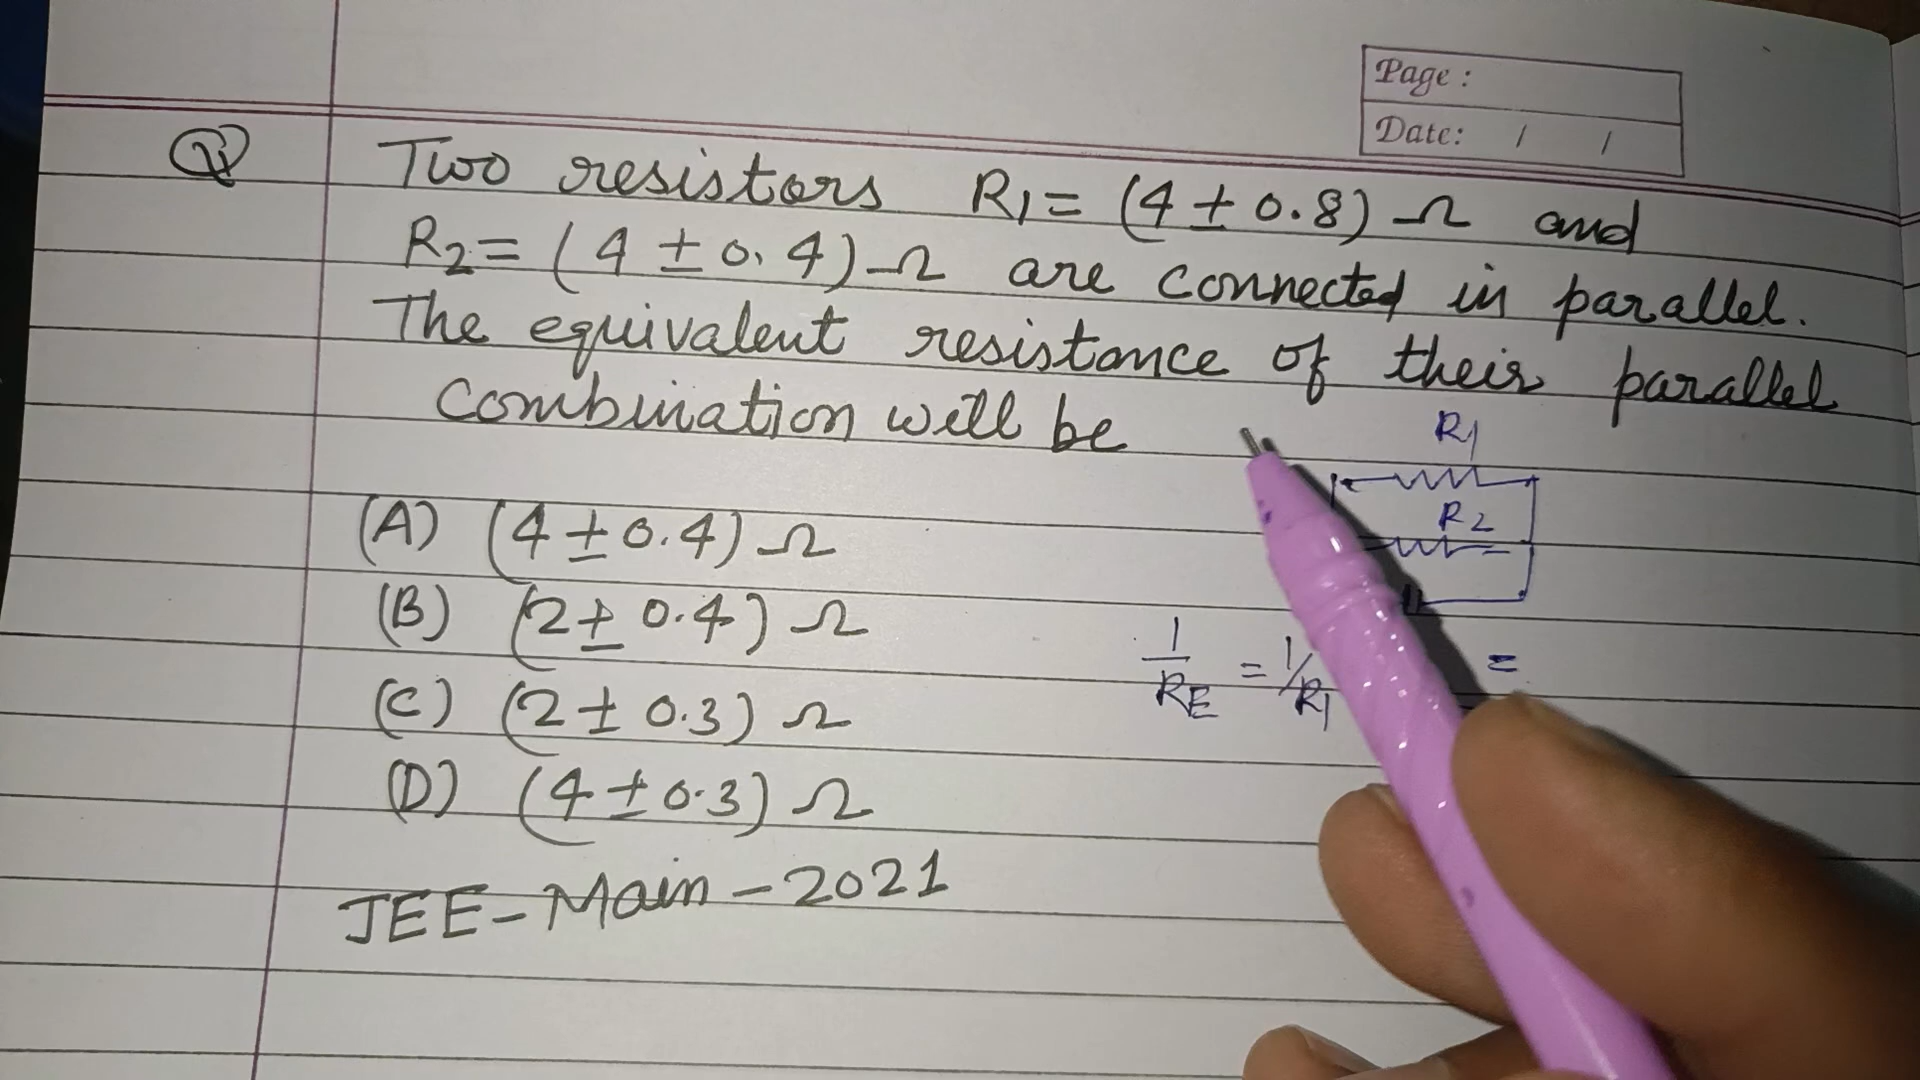 Page :
Date: / /
Q Two resistors R1 = (4 ± 0.8) Ω and
R2 = (4 ± 0.4) Ω are connected in parallel.
The equivalent resistance of their parallel
combination will be
R1
R2
(A) (4 ± 0.4) Ω
(B) (2 ± 0.4) Ω
(C) (2 ± 0.3) Ω
(D) (4 ± 0.3) Ω
1/RE = 1/R1 =
JEE-Main-2021